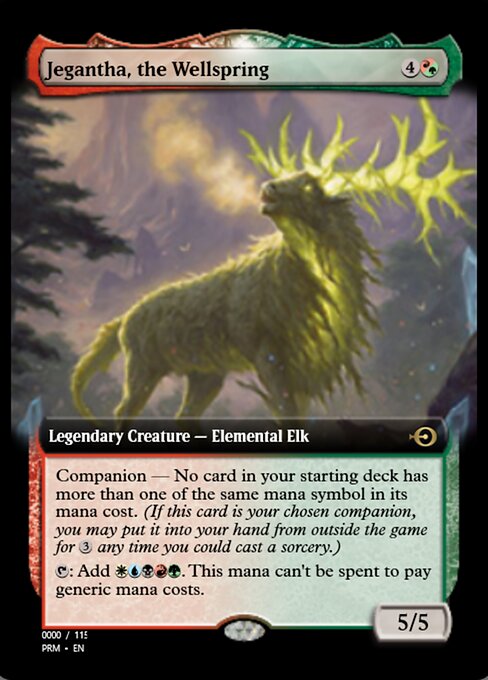 Jegantha, the Wellspring 4
Legendary Creature — Elemental Elk
Companion — No card in your starting deck has
more than one of the same mana symbol in its
mana cost. (If this card is your chosen companion,
you may put it into your hand from outside the game
for 3 any time you could cast a sorcery.)
: Add . This mana can't be spent to pay
generic mana costs.
5/5
0000 / 115
PRM • EN